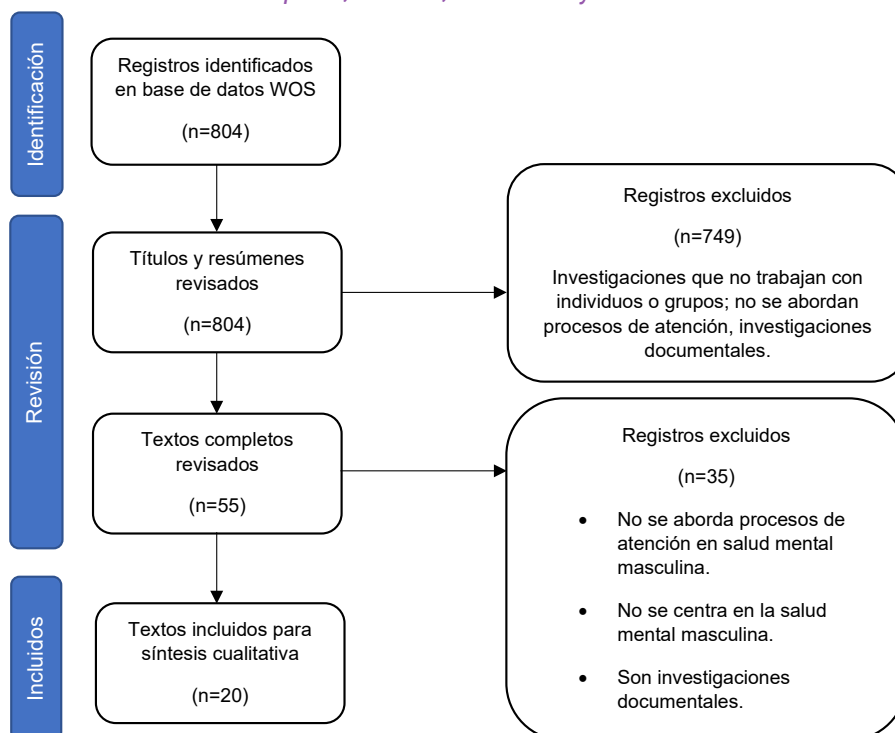 Identificación
Registros identificados
en base de datos WOS
(n=804)
Revisión
Títulos y resúmenes
revisados
(n=804)
Registros excluidos
(n=749)
Investigaciones que no trabajan con
individuos o grupos; no se abordan
procesos de atención, investigaciones
documentales.
Textos completos
revisados
(n=55)
Registros excluidos
(n=35)
• No se aborda procesos de
atención en salud mental
masculina.
• No se centra en la salud
mental masculina.
• Son investigaciones
documentales.
Incluidos
Textos incluidos para
síntesis cualitativa
(n=20)